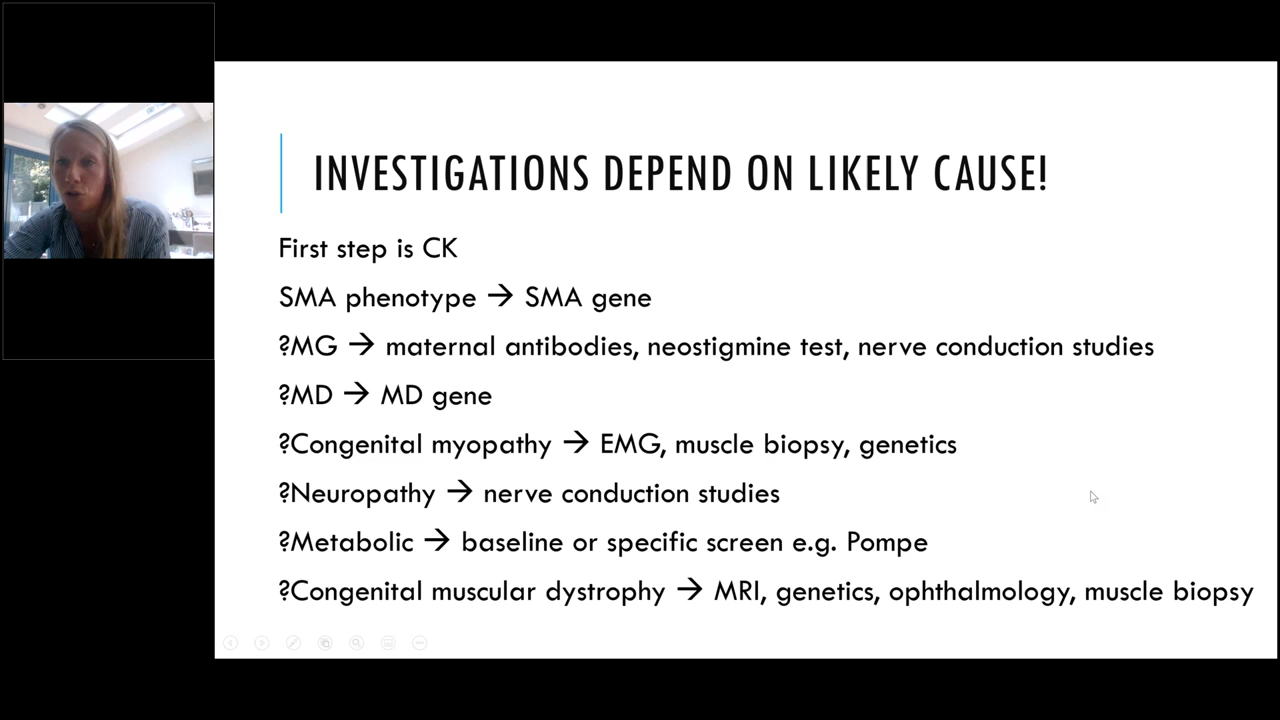 INVESTIGATIONS DEPEND ON LIKELY CAUSE!
First step is CK
SMA phenotype → SMA gene
?MG → maternal antibodies, neostigmine test, nerve conduction studies
?MD → MD gene
?Congenital myopathy → EMG, muscle biopsy, genetics
?Neuropathy → nerve conduction studies
?Metabolic → baseline or specific screen e.g. Pompe
?Congenital muscular dystrophy → MRI, genetics, ophthalmology, muscle biopsy